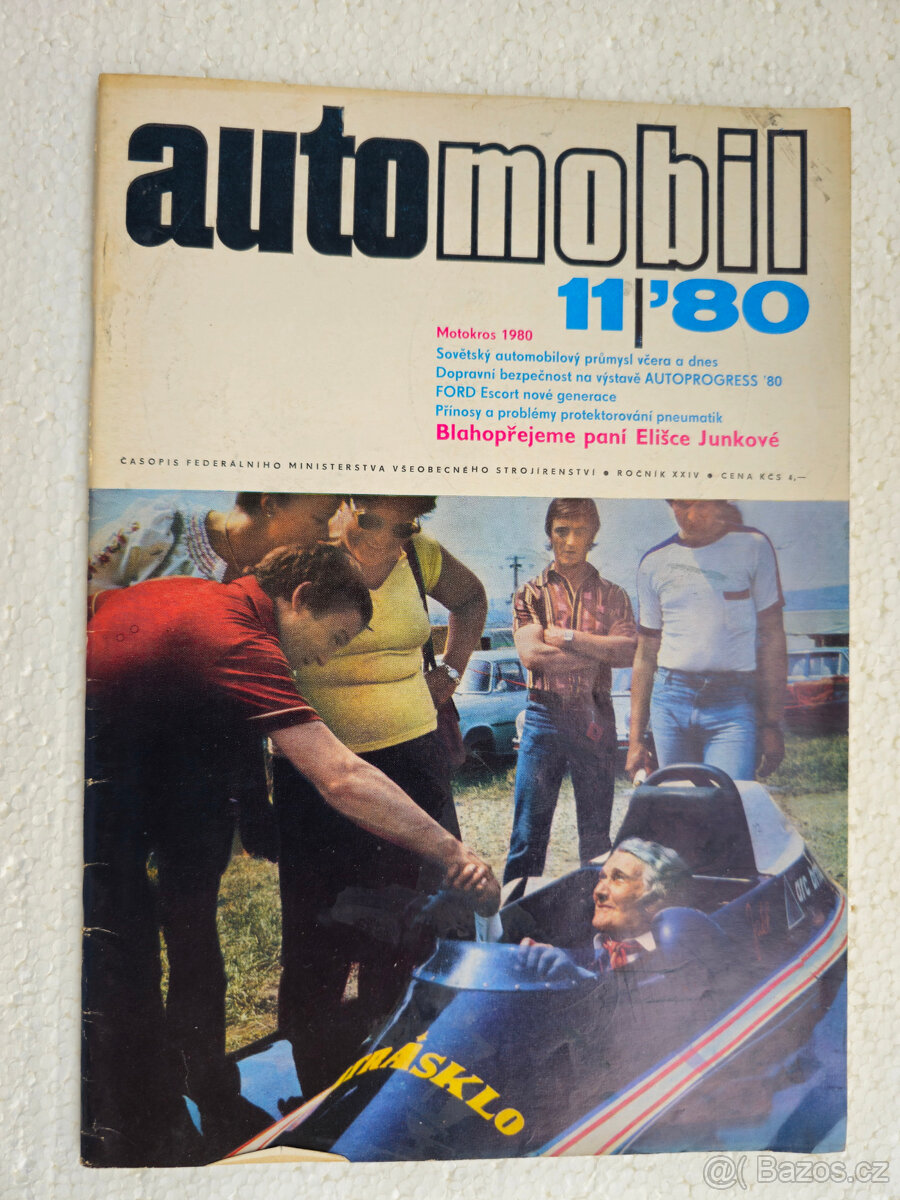 automobil
11|'80
Motokros 1980
Sovětský automobilový průmysl včera a dnes
Dopravní bezpečnost na výstavě AUTOPROGRESS '80
FORD Escort nové generace
Přínosy a problémy protektorování pneumatik
Blahopřejeme paní Elišce Junkové
ČASOPIS FEDERÁLNÍHO MINISTERSTVA VŠEOBECNÉHO STROJÍRENSTVÍ ● ROČNÍK XXIV ● CENA KČS 4,—
@( Bazos.cz